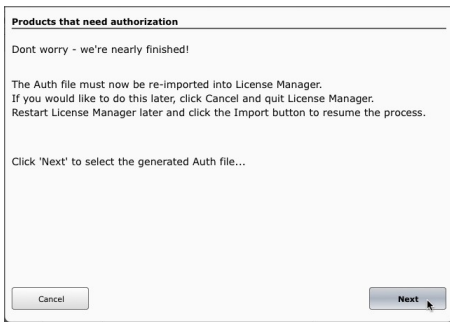 Products that need authorization
Dont worry - we're nearly finished!
The Auth file must now be re-imported into License Manager.
If you would like to do this later, click Cancel and quit License Manager.
Restart License Manager later and click the Import button to resume the process.
Click 'Next' to select the generated Auth file...
Cancel
Next